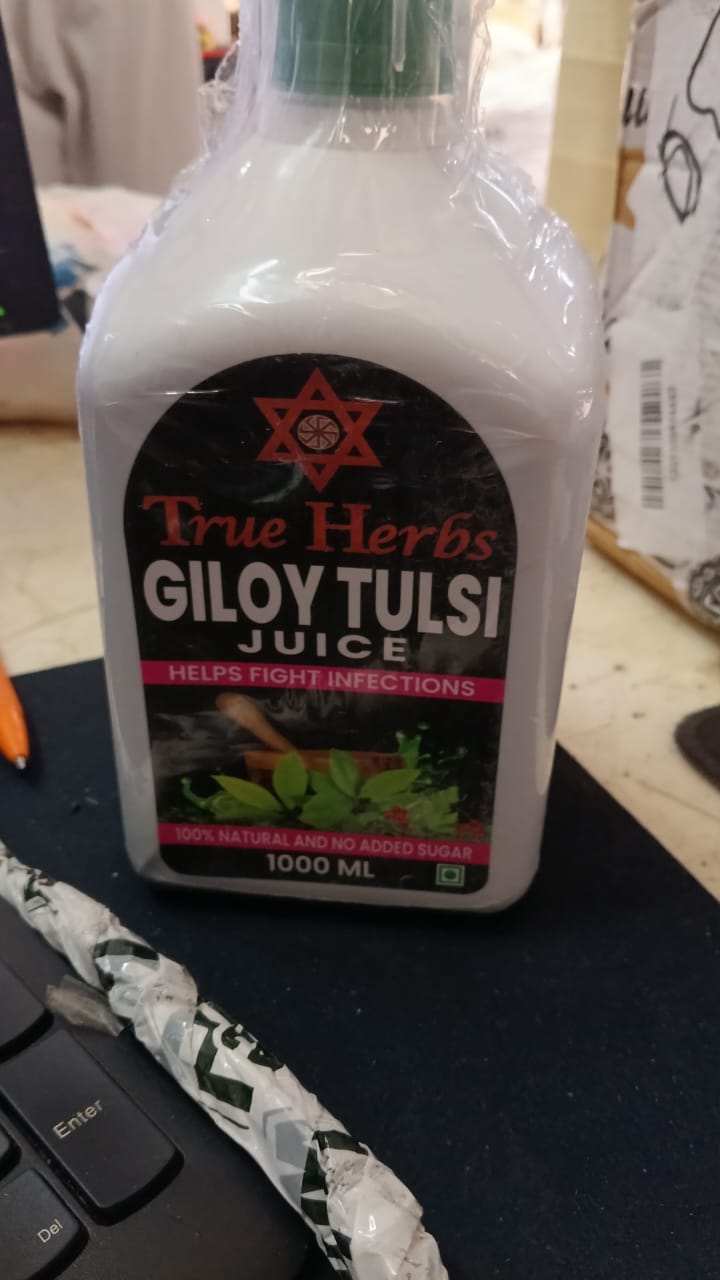 True Herbs
GILOY TULSI
JUICE
HELPS FIGHT INFECTIONS
100% NATURAL AND NO ADDED SUGAR
1000 ML
Enter
Del